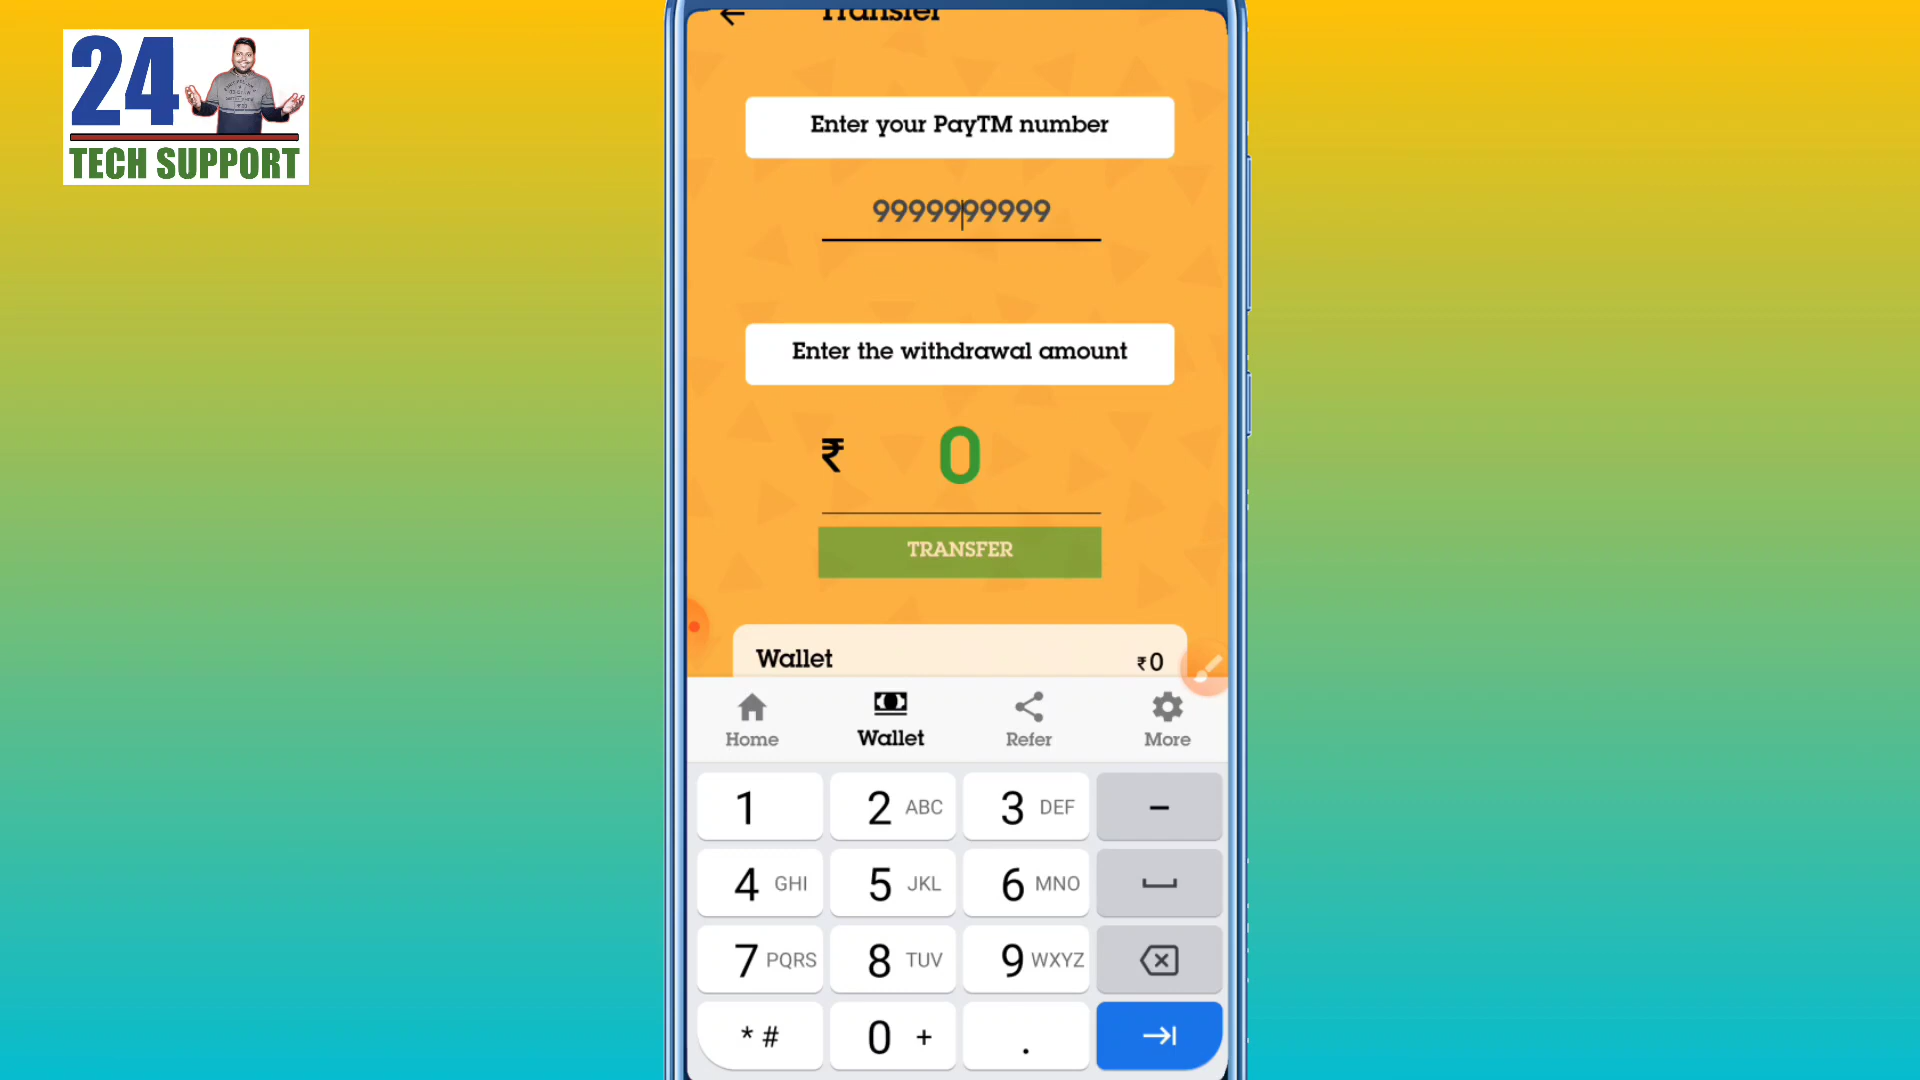 Transfer
24
TECH SUPPORT
Enter your PayTM number
9999999999
Enter the withdrawal amount
₹ 0
TRANSFER
Wallet ₹0
Home Wallet Refer More
1 2 ABC 3 DEF -
4 GHI 5 JKL 6 MNO
7 PQRS 8 TUV 9 WXYZ
* # 0 + .